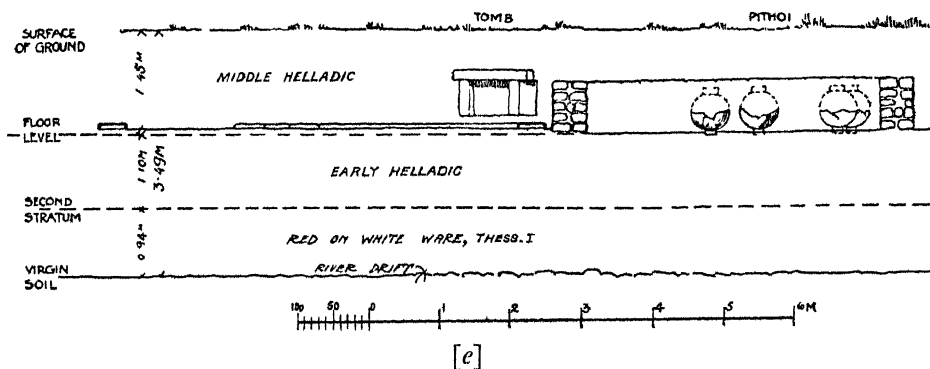 TOMB
PITHOI
SURFACE
OF GROUND
1·45M
MIDDLE HELLADIC
FLOOR
LEVEL
1·10M
3·49M
EARLY HELLADIC
SECOND
STRATUM
0·94M
RED ON WHITE WARE, THESS. I
RIVER DRIFT
VIRGIN
SOIL
100 50 0 1 2 3 4 5 6M
[e]